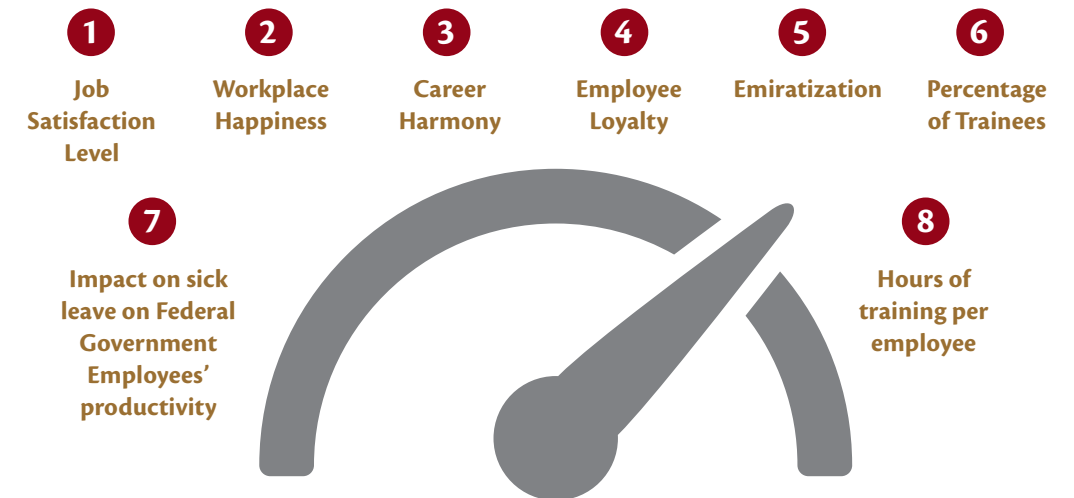 1
Job
Satisfaction
Level
2
Workplace
Happiness
3
Career
Harmony
4
Employee
Loyalty
5
Emiratization
6
Percentage
of Trainees
7
Impact on sick
leave on Federal
Government
Employees’
productivity
8
Hours of
training per
employee